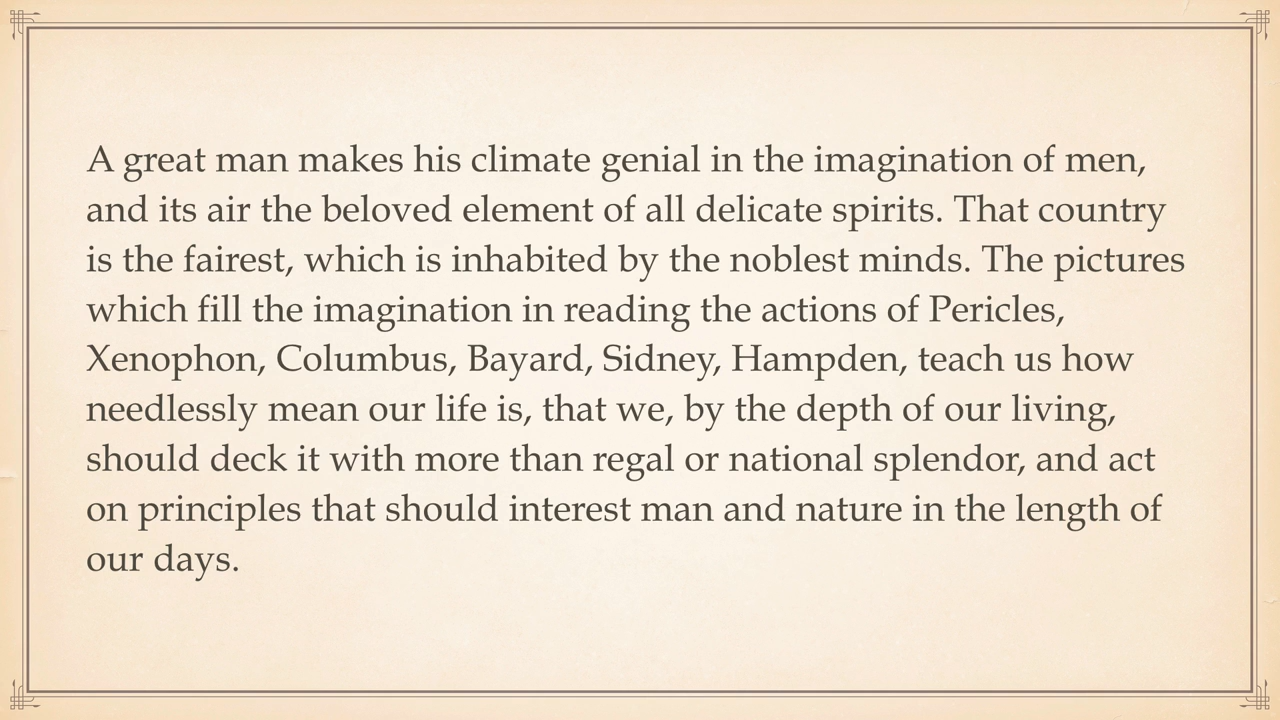 A great man makes his climate genial in the imagination of men,
and its air the beloved element of all delicate spirits. That country
is the fairest, which is inhabited by the noblest minds. The pictures
which fill the imagination in reading the actions of Pericles,
Xenophon, Columbus, Bayard, Sidney, Hampden, teach us how
needlessly mean our life is, that we, by the depth of our living,
should deck it with more than regal or national splendor, and act
on principles that should interest man and nature in the length of
our days.